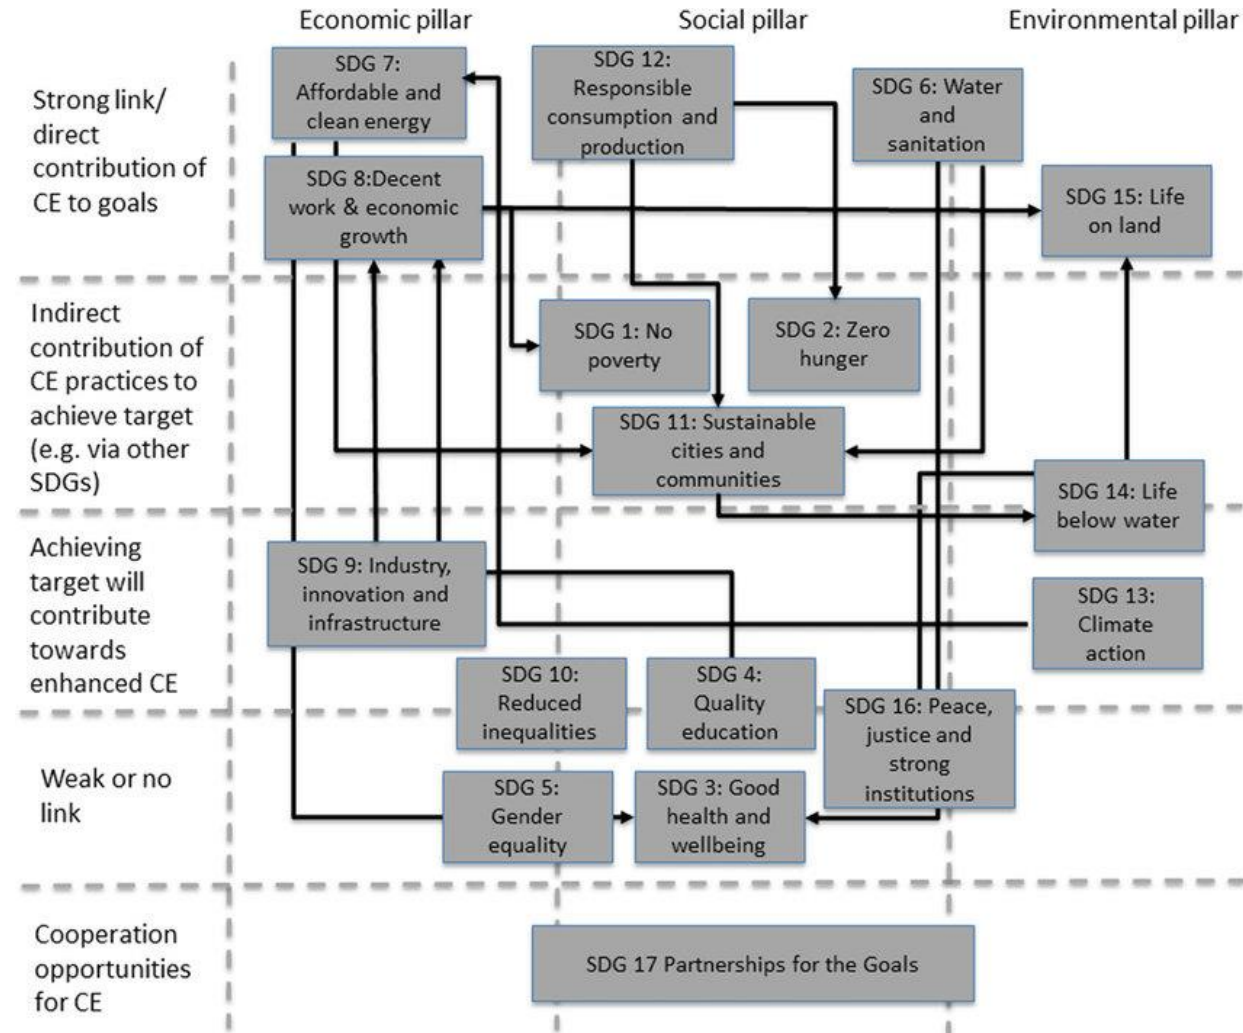 Economic pillar
Social pillar
Environmental pillar
Strong link/
direct
contribution of
CE to goals
SDG 7:
Affordable and
clean energy
SDG 12:
Responsible
consumption and
production
SDG 6: Water
and
sanitation
SDG 8:Decent
work & economic
growth
SDG 15: Life
on land
Indirect
contribution of
CE practices to
achieve target
(e.g. via other
SDGs)
SDG 1: No
poverty
SDG 2: Zero
hunger
SDG 11: Sustainable
cities and
communities
SDG 14: Life
below water
Achieving
target will
contribute
towards
enhanced CE
SDG 9: Industry,
innovation and
infrastructure
SDG 13:
Climate
action
SDG 10:
Reduced
inequalities
SDG 4:
Quality
education
SDG 16: Peace,
justice and
strong
institutions
Weak or no
link
SDG 5:
Gender
equality
SDG 3: Good
health and
wellbeing
Cooperation
opportunities
for CE
SDG 17 Partnerships for the Goals